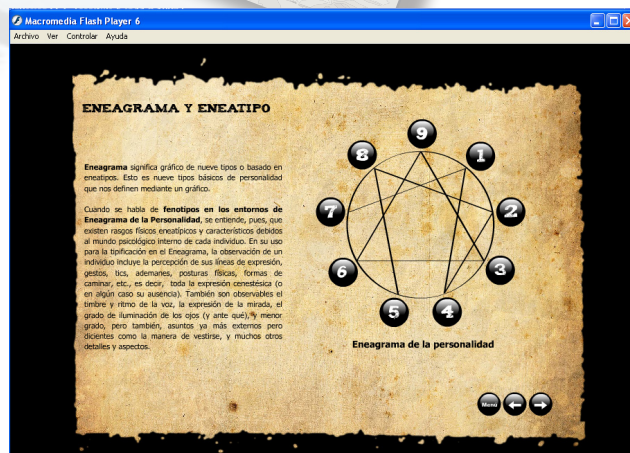 Macromedia Flash Player 6
Archivo Ver Controlar Ayuda
ENEAGRAMA Y ENEATIPO
Eneagrama significa gráfico de nueve tipos o basado en
eneatipos. Esto es nueve tipos básicos de personalidad
que nos definen mediante un gráfico.
Cuando se habla de fenotipos en los entornos de
Eneagrama de la Personalidad, se entiende, pues, que
existen rasgos físicos eneatípicos y característicos debidos
al mundo psicológico interno de cada individuo. En su uso
para la tipificación en el Eneagrama, la observación de un
individuo incluye la percepción de sus líneas de expresión,
gestos, tics, ademanes, posturas físicas, formas de
caminar, etc., es decir, toda la expresión cenestésica (o
en algún caso su ausencia). También son observables el
timbre y ritmo de la voz, la expresión de la mirada, el
grado de iluminación de los ojos (y ante qué), y menor
grado, pero también, asuntos ya más externos pero
dicientes como la manera de vestirse, y muchos otros
detalles y aspectos.
9
8
1
7
2
6
3
5
4
Eneagrama de la personalidad
Menú